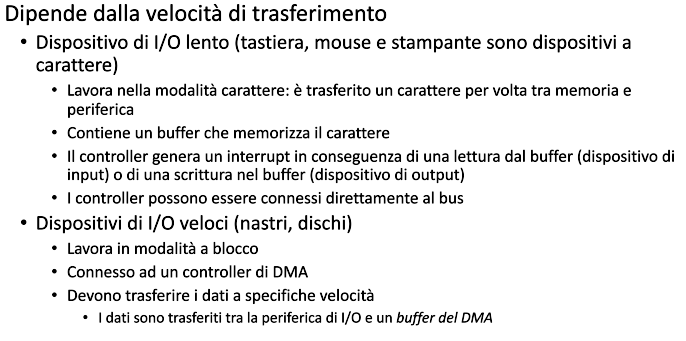 Dipende dalla velocità di trasferimento
• Dispositivo di I/O lento (tastiera, mouse e stampante sono dispositivi a
carattere)
• Lavora nella modalità carattere: è trasferito un carattere per volta tra memoria e
periferica
• Contiene un buffer che memorizza il carattere
• Il controller genera un interrupt in conseguenza di una lettura dal buffer (dispositivo di
input) o di una scrittura nel buffer (dispositivo di output)
• I controller possono essere connessi direttamente al bus
• Dispositivi di I/O veloci (nastri, dischi)
• Lavora in modalità a blocco
• Connesso ad un controller di DMA
• Devono trasferire i dati a specifiche velocità
• I dati sono trasferiti tra la periferica di I/O e un buffer del DMA